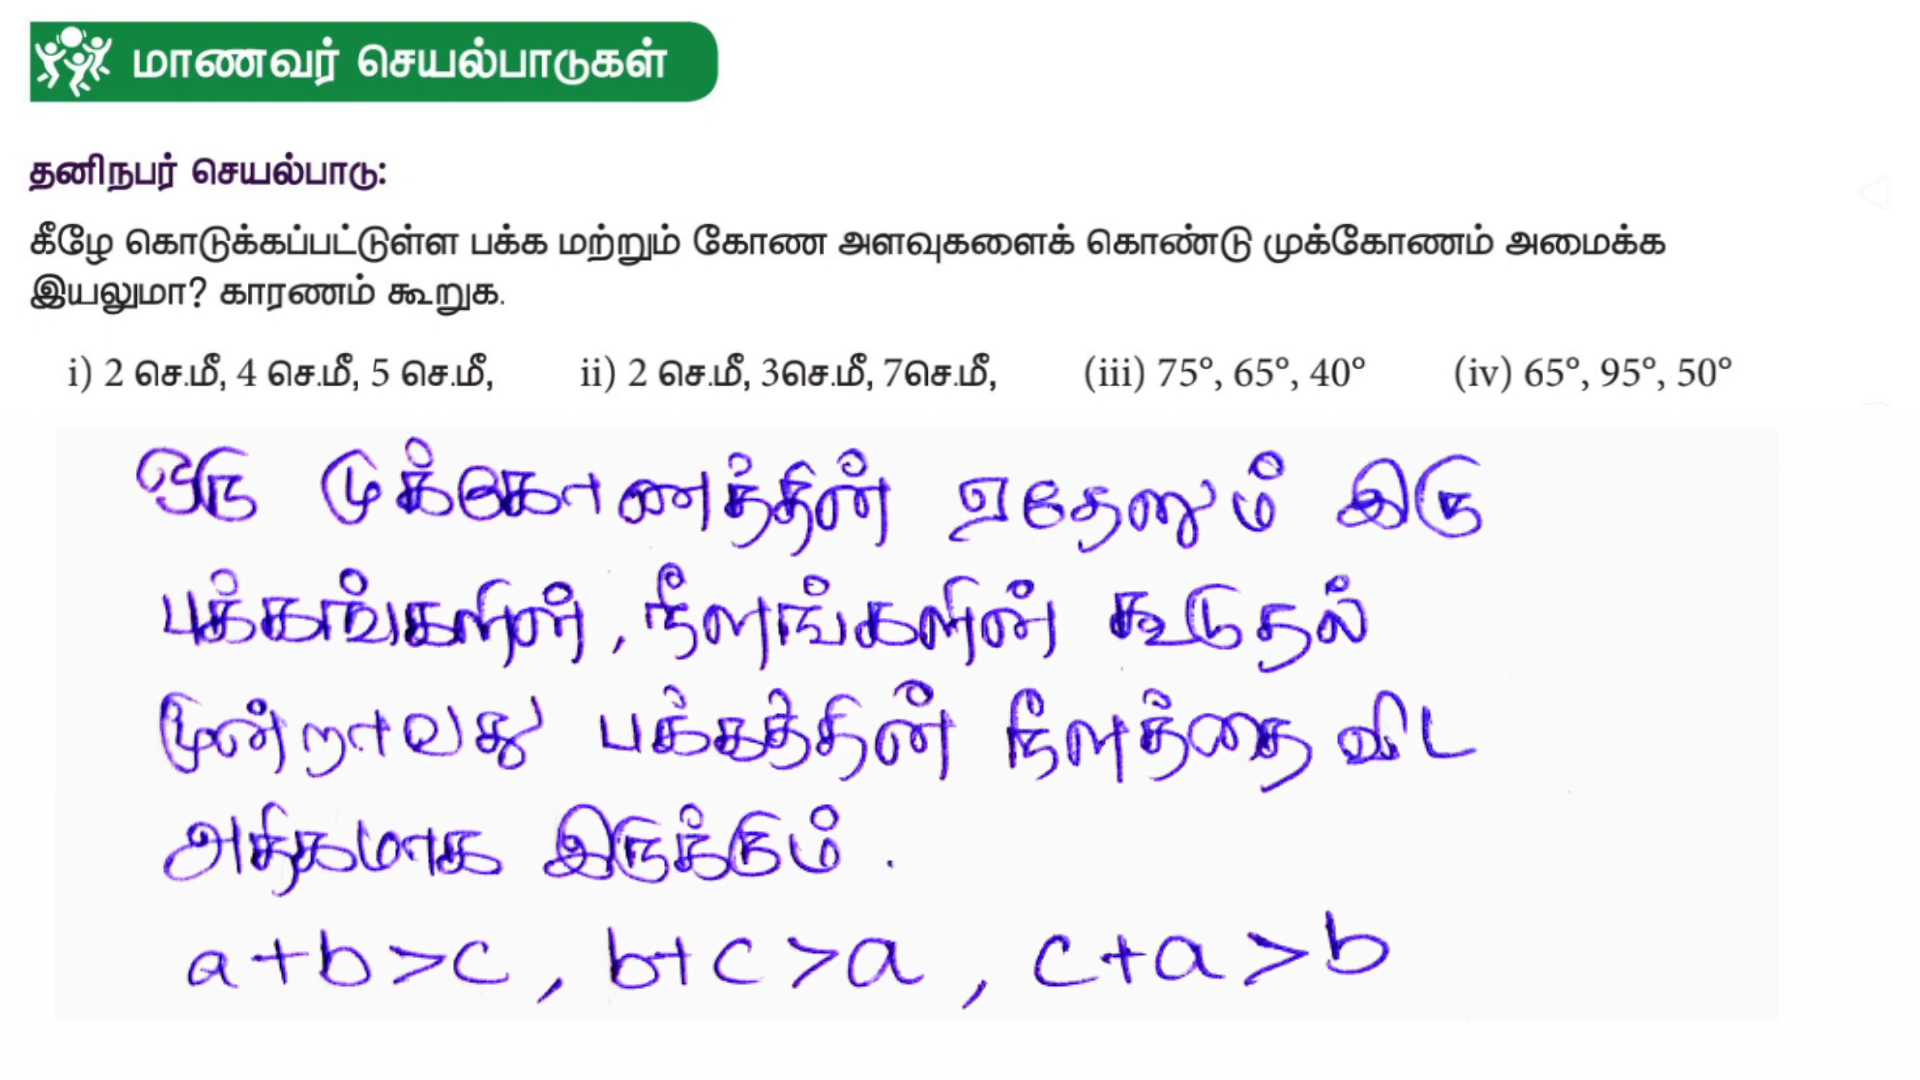 மாணவர் செயல்பாடுகள்
தனிநபர் செயல்பாடு:
கீழே கொடுக்கப்பட்டுள்ள பக்க மற்றும் கோண அளவுகளைக் கொண்டு முக்கோணம் அமைக்க
இயலுமா? காரணம் கூறுக.
i) 2 செ.மீ, 4 செ.மீ, 5 செ.மீ, ii) 2 செ.மீ, 3செ.மீ, 7செ.மீ, (iii) 75°, 65°, 40° (iv) 65°, 95°, 50°
ஒரு முக்கோணத்தின் ஏதேனும் இரு
பக்கங்களின், நீளங்களின் கூடுதல்
மூன்றாவது பக்கத்தின் நீளத்தை விட
அதிகமாக இருக்கும்.
a+b>c, b+c>a, c+a>b